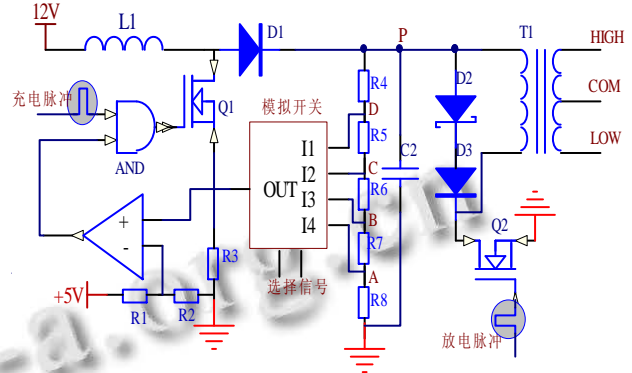 12V
L1
D1
P
T1
HIGH
充电脉冲
Q1
模拟开关
R4
D2
COM
D
AND
I1
R5
C2
D3
LOW
OUT
I2
C
R6
I3
B
Q2
+
-
I4
R7
R3
A
+5V
R1
R2
选择信号
R8
放电脉冲